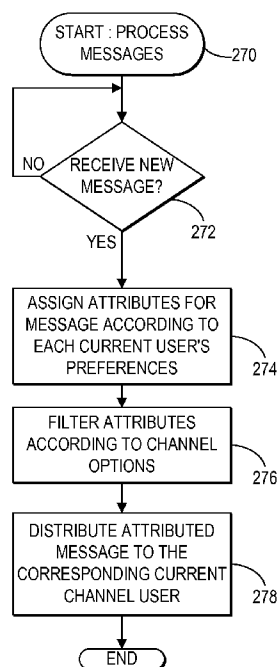 START : PROCESS
MESSAGES
270
NO
RECEIVE NEW
MESSAGE?
272
YES
ASSIGN ATTRIBUTES FOR
MESSAGE ACCORDING TO
EACH CURRENT USER'S
PREFERENCES
274
FILTER ATTRIBUTES
ACCORDING TO CHANNEL
OPTIONS
276
DISTRIBUTE ATTRIBUTED
MESSAGE TO THE
CORRESPONDING CURRENT
CHANNEL USER
278
END